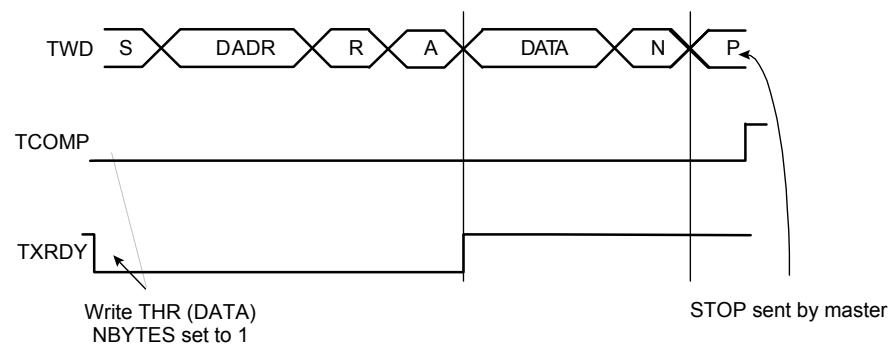 TWD S DADR R A DATA N P
TCOMP
TXRDY
Write THR (DATA)
NBYTES set to 1
STOP sent by master